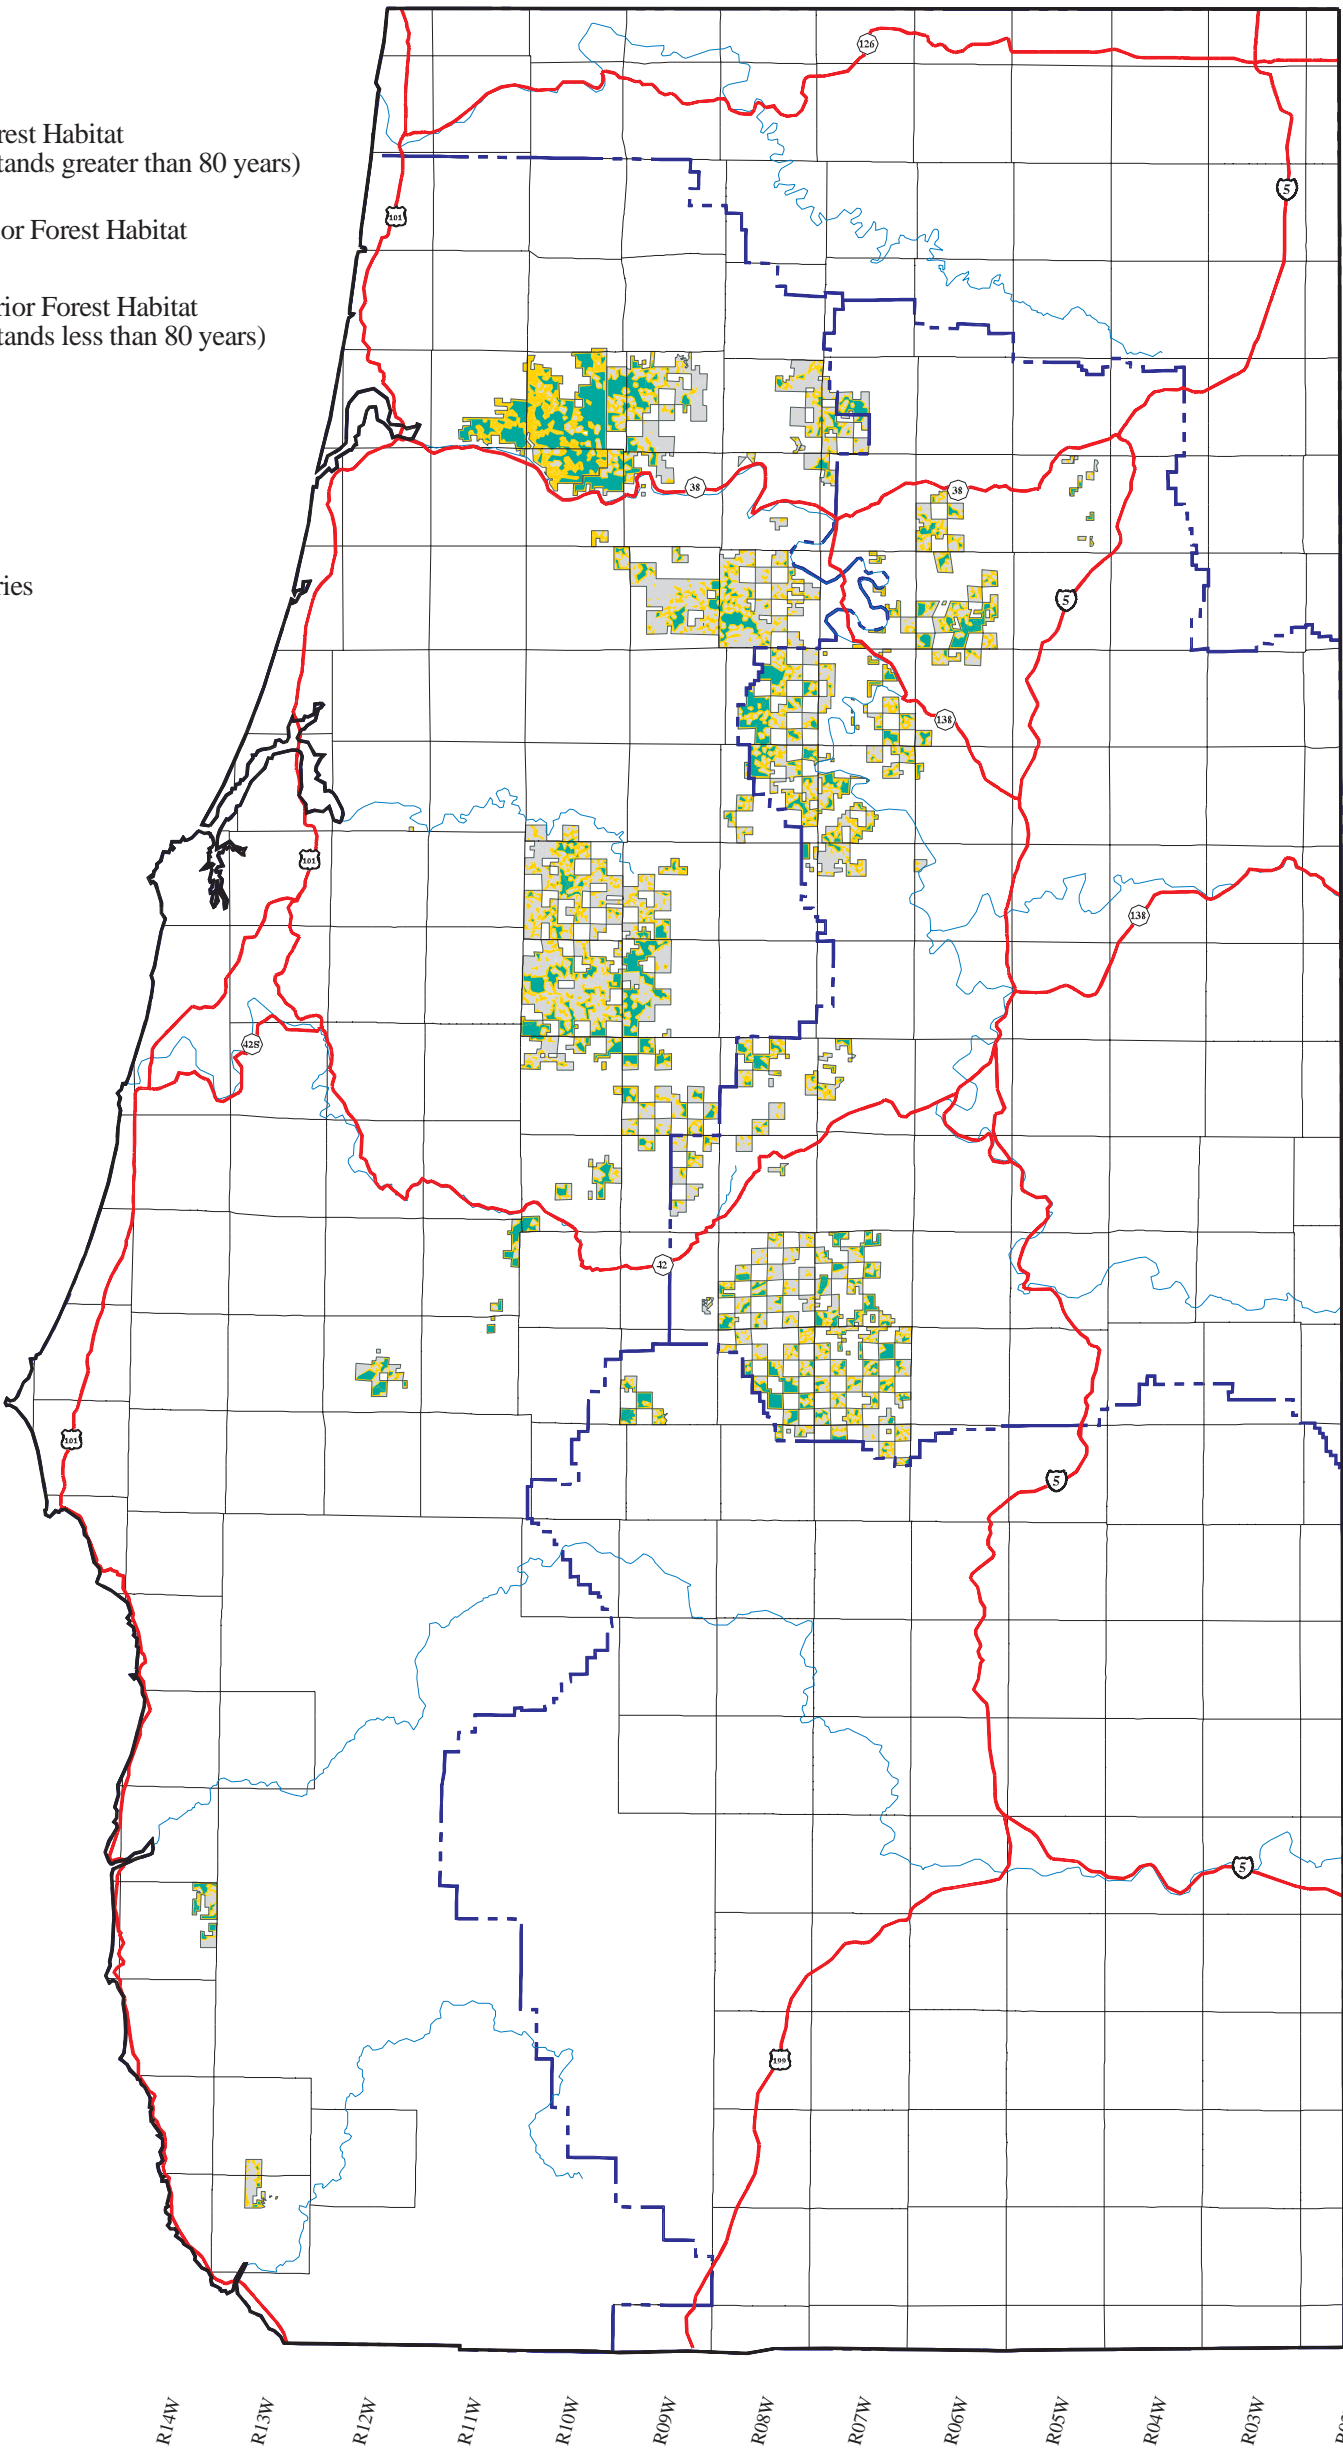 126
rest Habitat
tands greater than 80 years)
5
101
or Forest Habitat
rior Forest Habitat
tands less than 80 years)
38
38
ries
5
138
101
138
42S
42
101
5
5
199
R14W
R13W
R12W
R11W
R10W
R09W
R08W
R07W
R06W
R05W
R04W
R03W